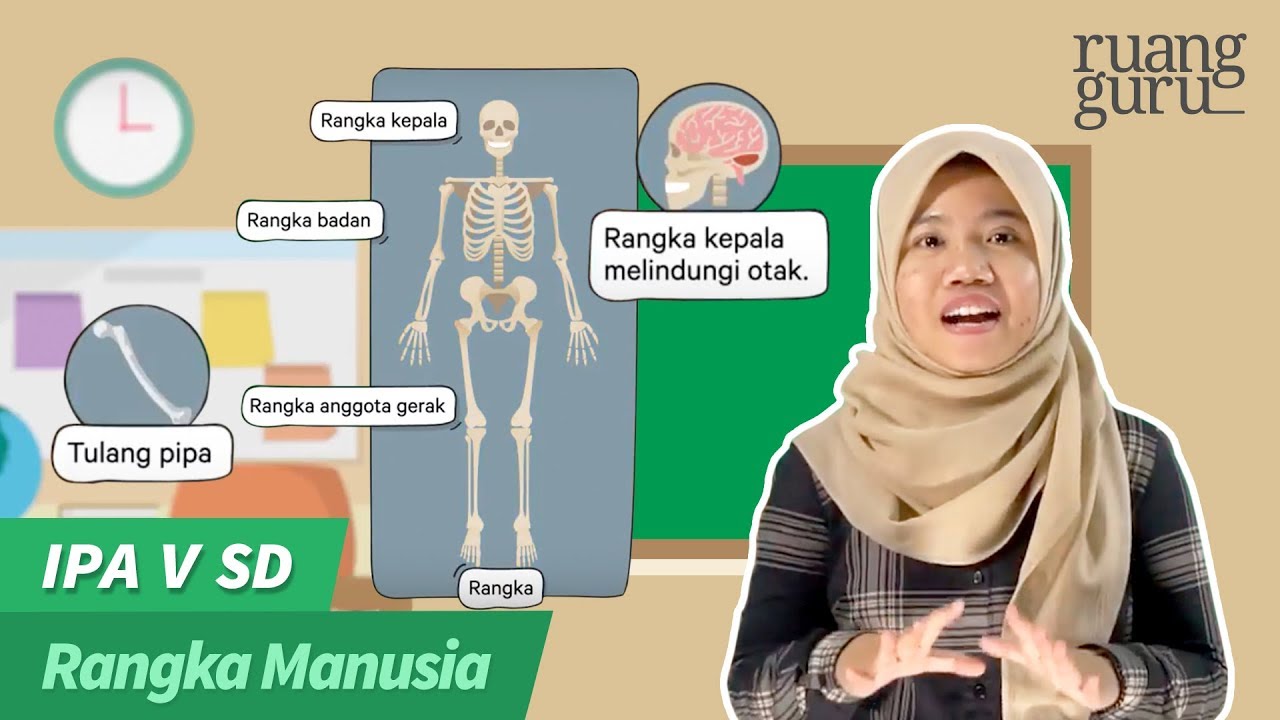 ruang
guru
Rangka kepala
Rangka badan
Rangka kepala
melindungi otak.
Rangka anggota gerak
Tulang pipa
Rangka
IPA V SD
Rangka Manusia